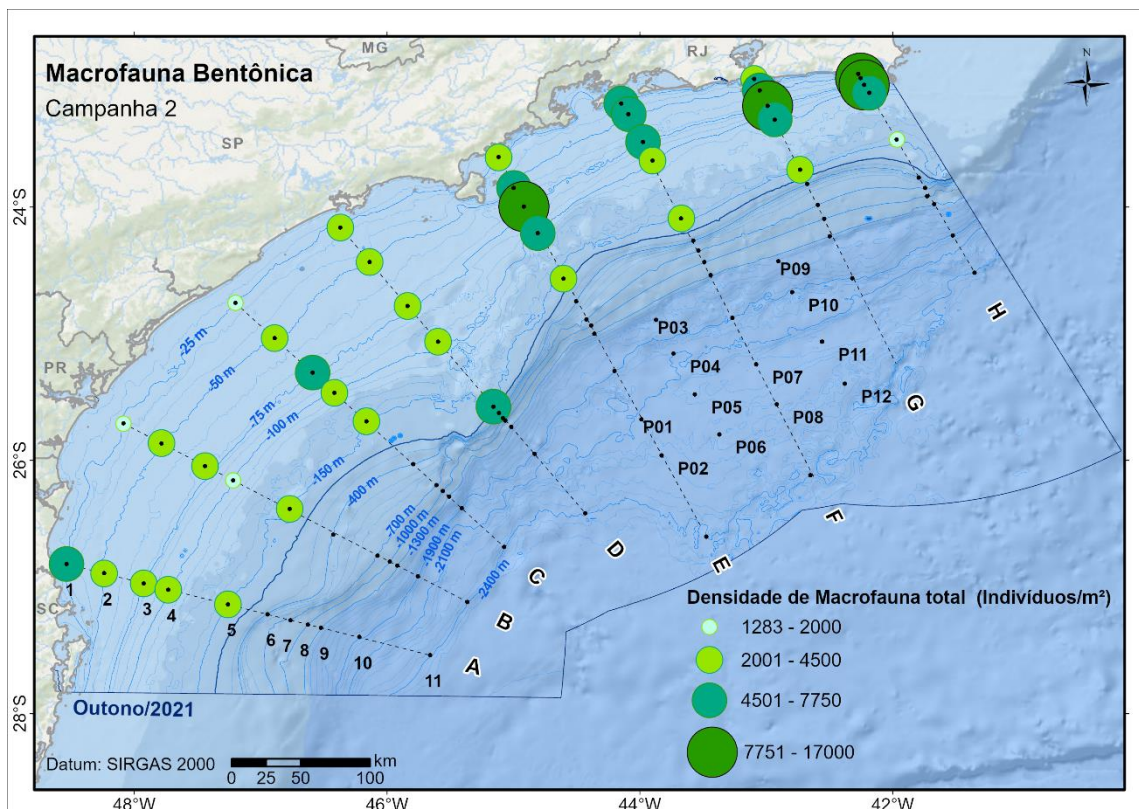 MG
RJ
N
Macrofauna Bentônica
Campanha 2
SP
24°S
P09
P10
P03
H
-25 m
P04
P11
PR
-50 m
P07
P12
P05
G
-75 m
P08
-100 m
P01
P06
26°S
-150 m
P02
-400 m
F
-700 m
-1000 m
-1300 m
-1900 m
-2100 m
D
E
-2400 m
C
1
2
3
4
5
6
7
8
9
10
11
SC
B
A
Densidade de Macrofauna total (Indivíduos/m²)
1283 - 2000
2001 - 4500
4501 - 7750
7751 - 17000
Outono/2021
28°S
Datum: SIRGAS 2000
km
0 25 50 100
48°W 46°W 44°W 42°W